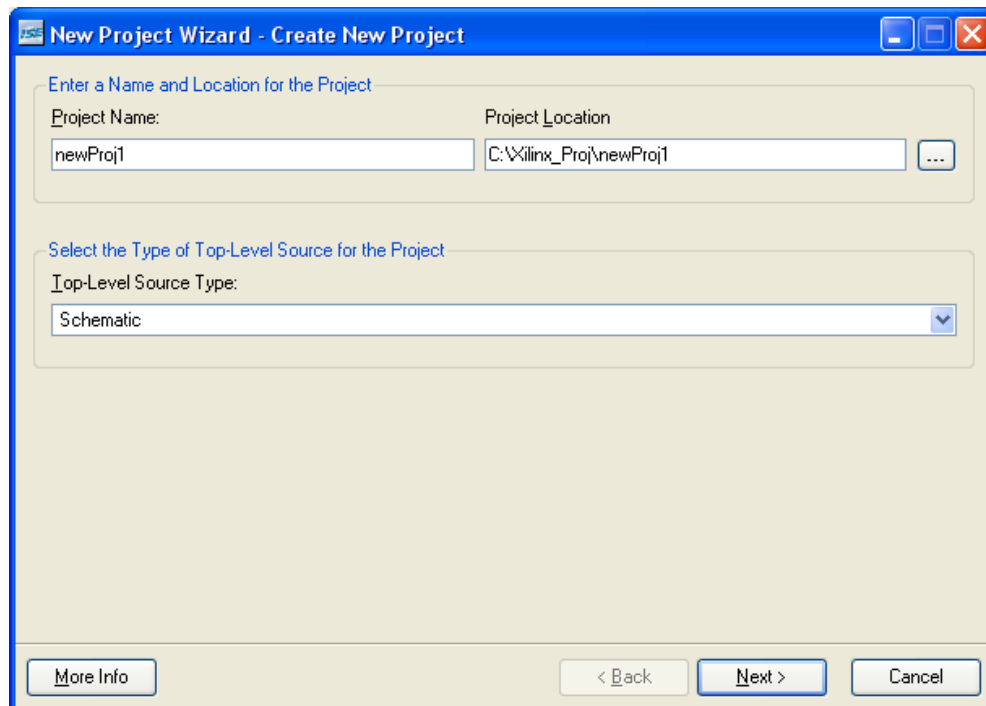 ISE New Project Wizard - Create New Project
Enter a Name and Location for the Project
Project Name: Project Location
newProj1 C:\Xilinx_Proj\newProj1 ...
Select the Type of Top-Level Source for the Project
Top-Level Source Type:
Schematic
More Info < Back Next > Cancel